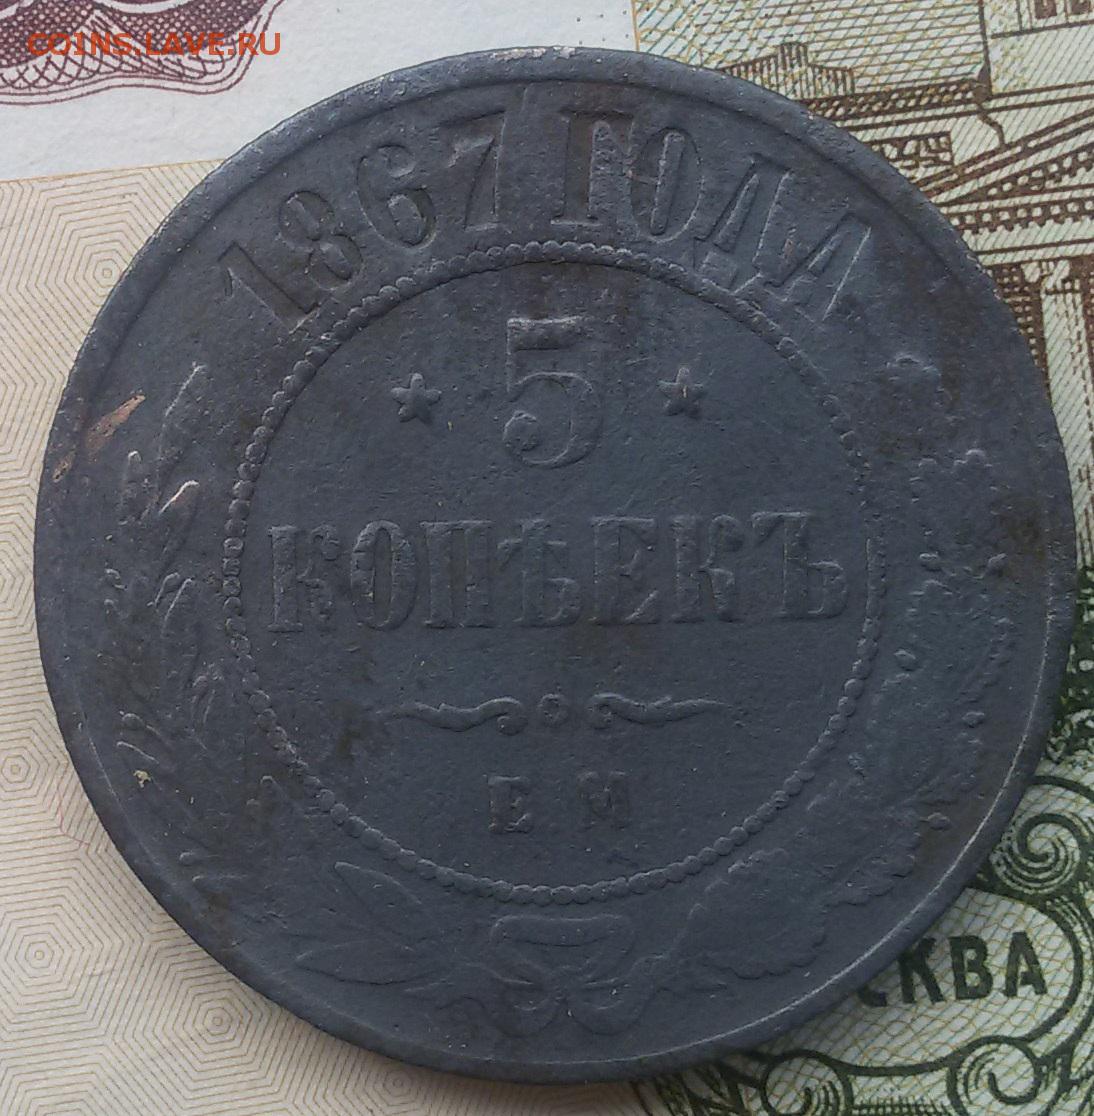 COINS.LAVE.RU
1867 ГОДА
5
КОПѢЕКЪ
Е М
СКВА